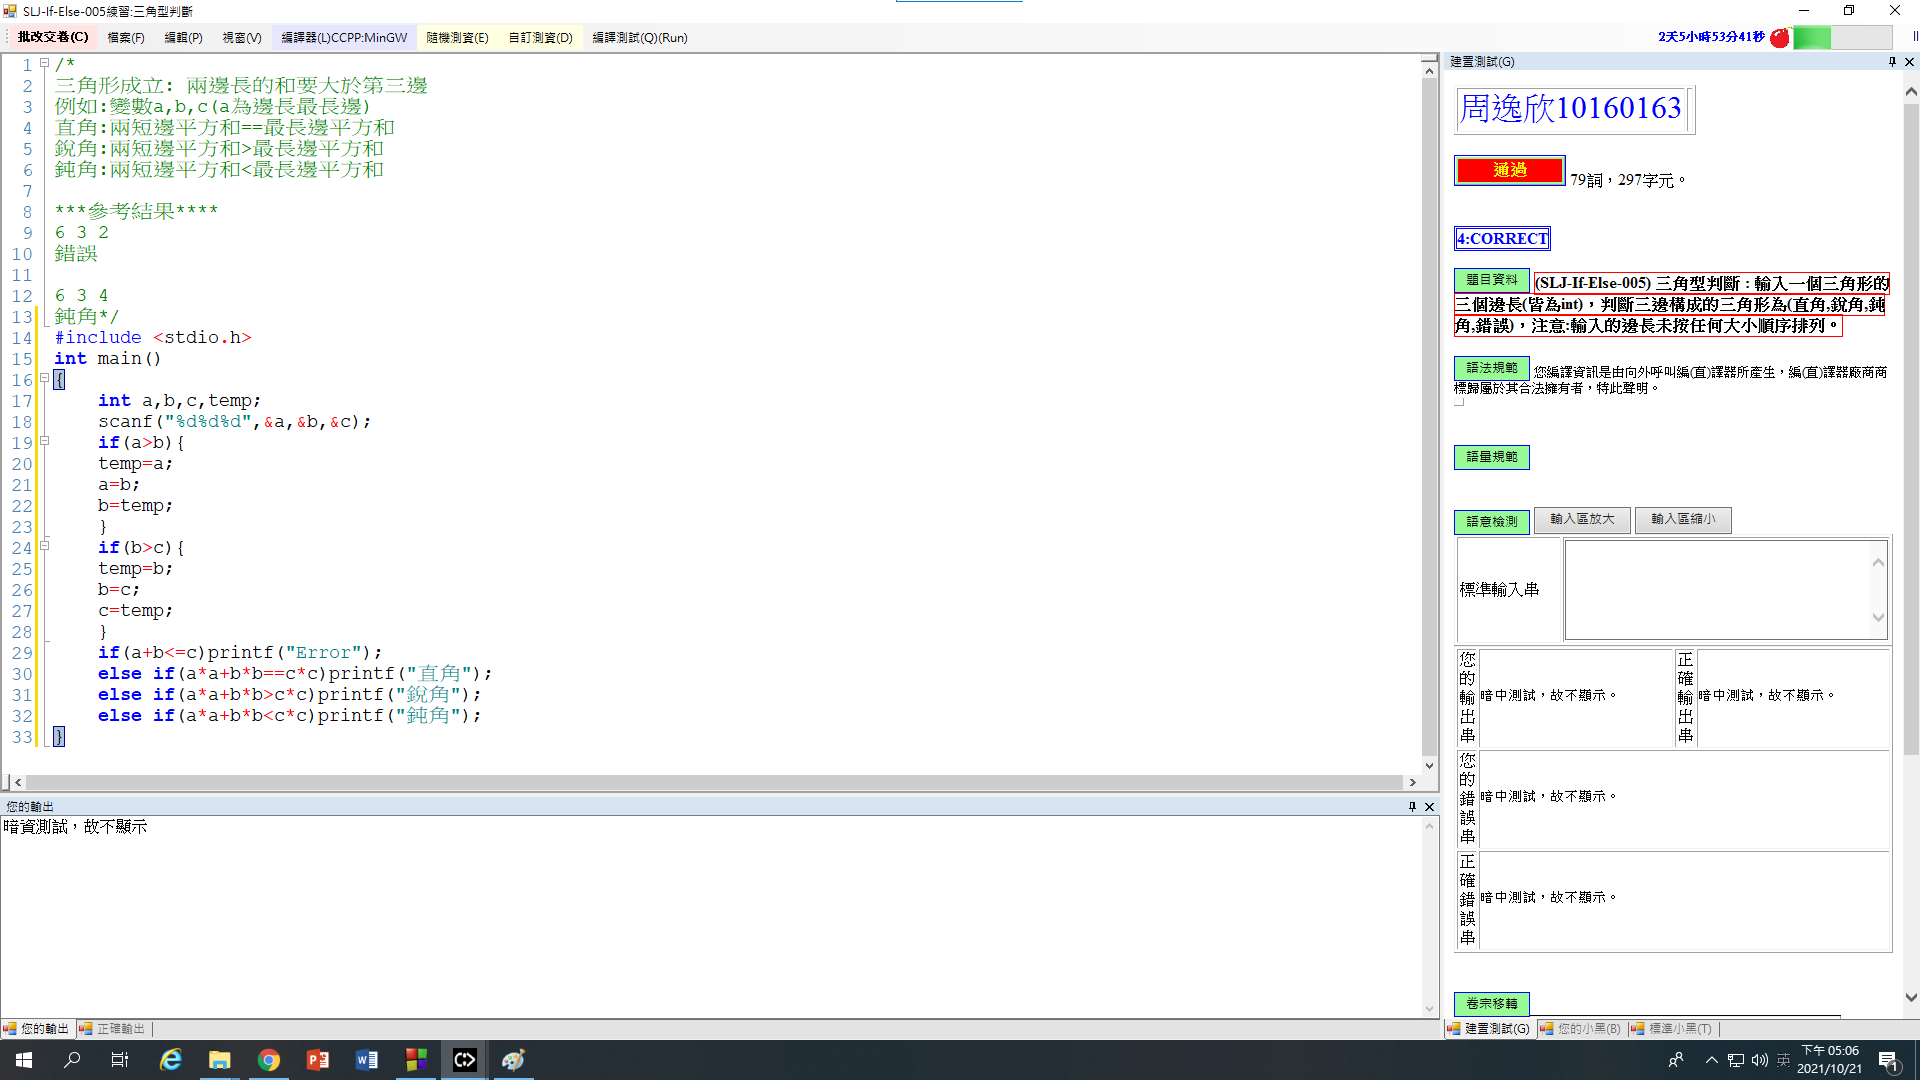 SLJ-If-Else-005練習:三角型判斷
批改交卷(C) 檔案(F) 編輯(P) 視窗(V) 編譯器(L)CCPP:MinGW 隨機測資(E) 自訂測資(D) 編譯測試(Q)(Run)
2天5小時53分41秒
1 /*
2 三角形成立: 兩邊長的和要大於第三邊
3 例如:變數a,b,c(a為邊長最長邊)
4 直角:兩短邊平方和==最長邊平方和
5 銳角:兩短邊平方和>最長邊平方和
6 鈍角:兩短邊平方和<最長邊平方和
7
8 ***參考結果****
9 6 3 2
10 錯誤
11
12 6 3 4
13 鈍角*/
14 #include <stdio.h>
15 int main()
16 {
17 int a,b,c,temp;
18 scanf("%d%d%d",&a,&b,&c);
19 if(a>b){
20 temp=a;
21 a=b;
22 b=temp;
23 }
24 if(b>c){
25 temp=b;
26 b=c;
27 c=temp;
28 }
29 if(a+b<=c)printf("Error");
30 else if(a*a+b*b==c*c)printf("直角");
31 else if(a*a+b*b>c*c)printf("銳角");
32 else if(a*a+b*b<c*c)printf("鈍角");
33 }
您的輸出
暗資測試，故不顯示
您的輸出 正確輸出
建置測試(G)
周逸欣10160163
通過 79詞，297字元。
4:CORRECT
題目資料 (SLJ-If-Else-005) 三角型判斷：輸入一個三角形的
三個邊長(皆為int)，判斷三邊構成的三角形為(直角,銳角,鈍
角,錯誤)，注意:輸入的邊長未按任何大小順序排列。
語法規範 您編譯資訊是由向外呼叫編(直)譯器所產生，編(直)譯器廠商商
標歸屬於其合法擁有者，特此聲明。
語量規範
語意檢測 輸入區放大 輸入區縮小
標準輸入串
您的輸出串 暗中測試，故不顯示。 正確輸出串 暗中測試，故不顯示。
您的錯誤串 暗中測試，故不顯示。
正確錯誤串 暗中測試，故不顯示。
卷宗移轉
建置測試(G) 您的小黑(B) 標準小黑(T)
英
下午 05:06
2021/10/21
1